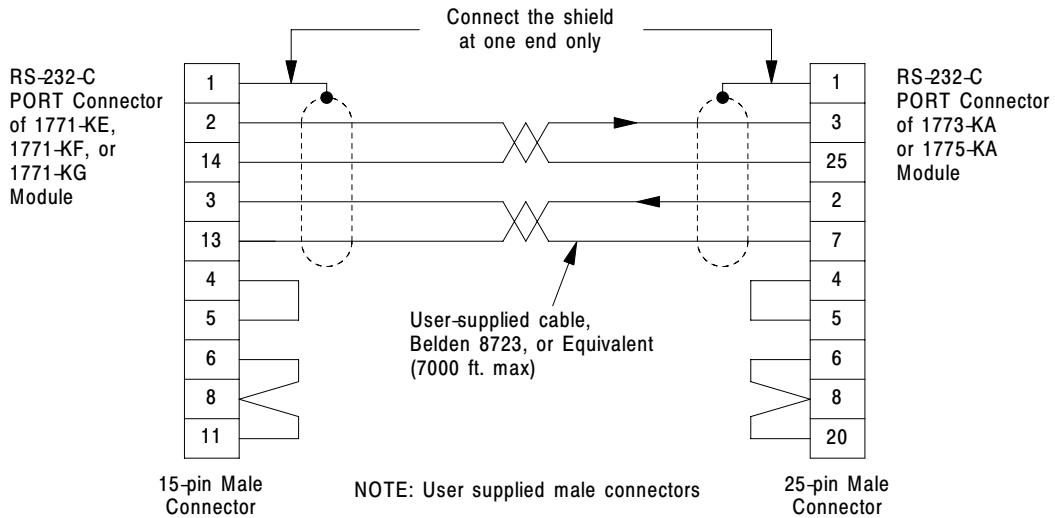 Connect the shield
at one end only
RS-232-C
PORT Connector
of 1771-KE,
1771-KF, or
1771-KG
Module
1
2
14
3
13
4
5
6
8
11
15-pin Male
Connector
1
3
25
2
7
4
5
6
8
20
25-pin Male
Connector
RS-232-C
PORT Connector
of 1773-KA
or 1775-KA
Module
User-supplied cable,
Belden 8723, or Equivalent
(7000 ft. max)
NOTE: User supplied male connectors